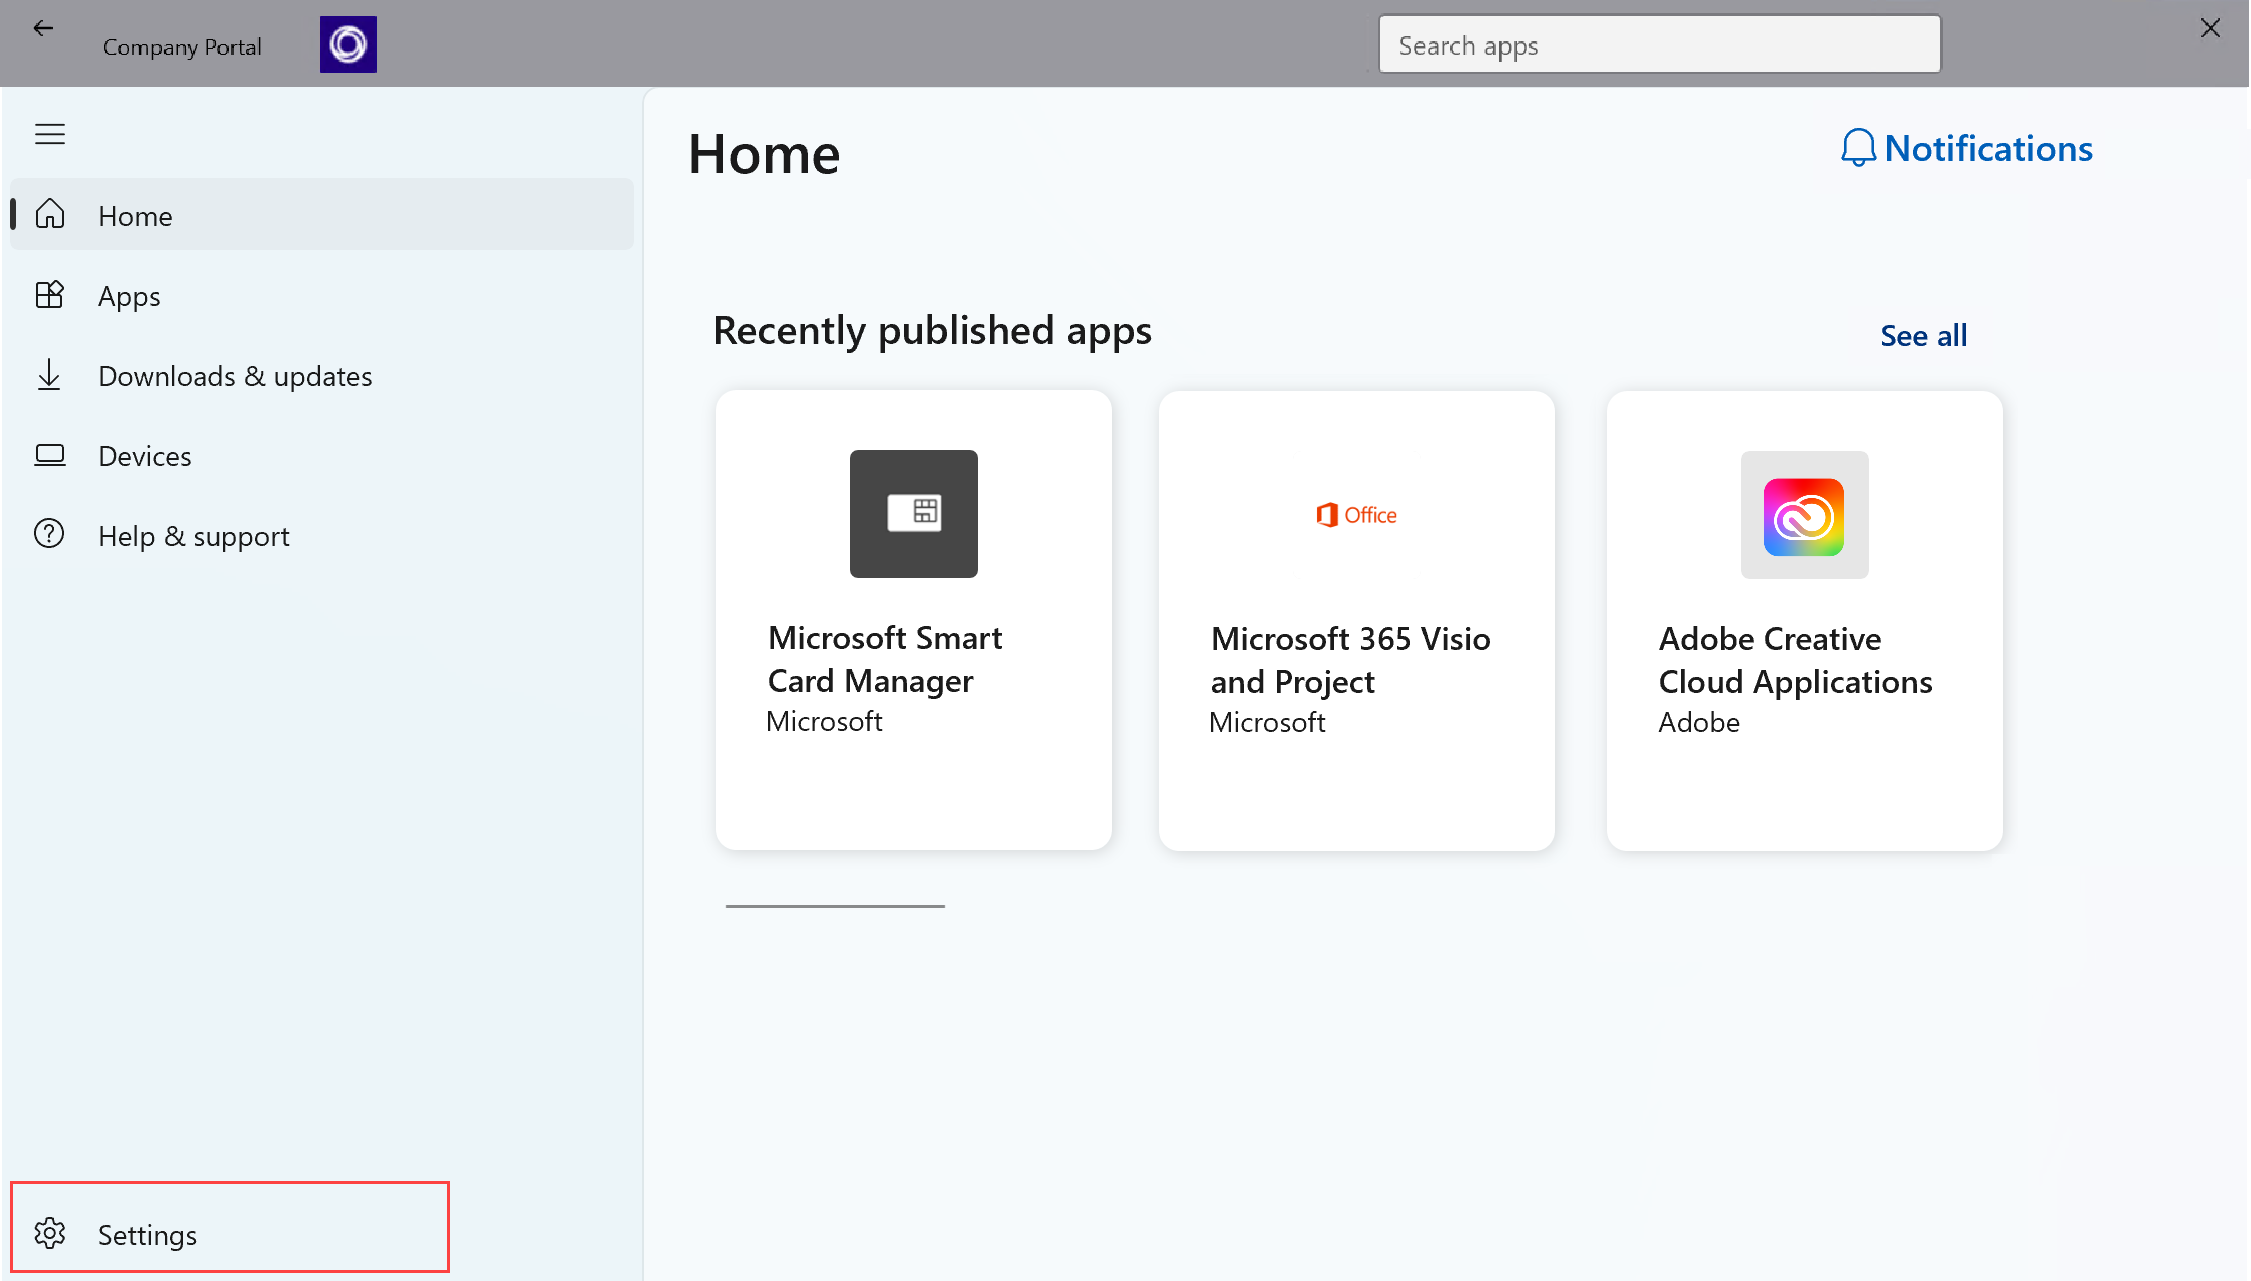 Company Portal
Search apps
Home
Notifications
Home
Apps
Downloads & updates
Devices
Help & support
Recently published apps
See all
Office
Microsoft Smart
Card Manager
Microsoft
Microsoft 365 Visio
and Project
Microsoft
Adobe Creative
Cloud Applications
Adobe
Settings